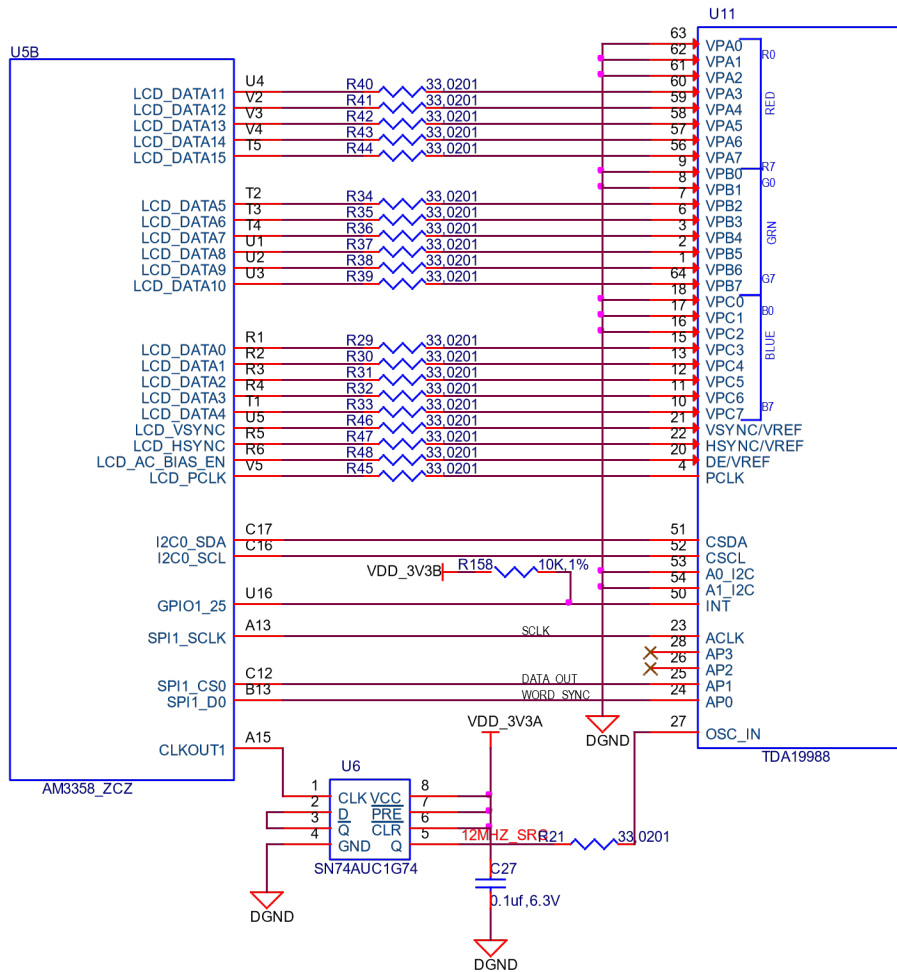 U11
U5B
63 VPA0 R0
62 VPA1
61 VPA2
LCD_DATA11 U4 R40 33,0201 60 VPA3
LCD_DATA12 V2 R41 33,0201 59 VPA4
LCD_DATA13 V3 R42 33,0201 58 VPA5
LCD_DATA14 V4 R43 33,0201 57 VPA6
LCD_DATA15 T5 R44 33,0201 56 VPA7
RED
9 VPB0 R7
8 VPB1 G0
LCD_DATA5 T2 R34 33,0201 7 VPB2
LCD_DATA6 T3 R35 33,0201 6 VPB3
LCD_DATA7 T4 R36 33,0201 3 VPB4
LCD_DATA8 U1 R37 33,0201 2 VPB5
LCD_DATA9 U2 R38 33,0201 1 VPB6
LCD_DATA10 U3 R39 33,0201 64 VPB7
GRN
G7
18 VPC0
17 VPC1 B0
16 VPC2
LCD_DATA0 R1 R29 33,0201 15 VPC3
LCD_DATA1 R2 R30 33,0201 13 VPC4
LCD_DATA2 R3 R31 33,0201 12 VPC5
LCD_DATA3 R4 R32 33,0201 11 VPC6
LCD_DATA4 T1 R33 33,0201 10 VPC7
BLUE
B7
LCD_VSYNC U5 R46 33,0201 21 VSYNC/VREF
LCD_HSYNC R5 R47 33,0201 22 HSYNC/VREF
LCD_AC_BIAS_EN R6 R48 33,0201 20 DE/VREF
LCD_PCLK V5 R45 33,0201 4 PCLK
I2C0_SDA C17 51 CSDA
I2C0_SCL C16 52 CSCL
VDD_3V3B R158 10K,1% 53 A0_I2C
54 A1_I2C
GPIO1_25 U16 50 INT
SPI1_SCLK A13 SCLK 23 ACLK
28 AP3
26 AP2
SPI1_CS0 C12 DATA_OUT 25 AP1
SPI1_D0 B13 WORD_SYNC 24 AP0
VDD_3V3A
DGND
27 OSC_IN
CLKOUT1 A15
TDA19988
U6
AM3358_ZCZ
1 CLK VCC 8
2 D PRE 7
3 Q CLR 6
4 GND Q 5
12MHZ_SRC R21 33,0201
SN74AUC1G74
C27
0.1uf,6.3V
DGND
DGND